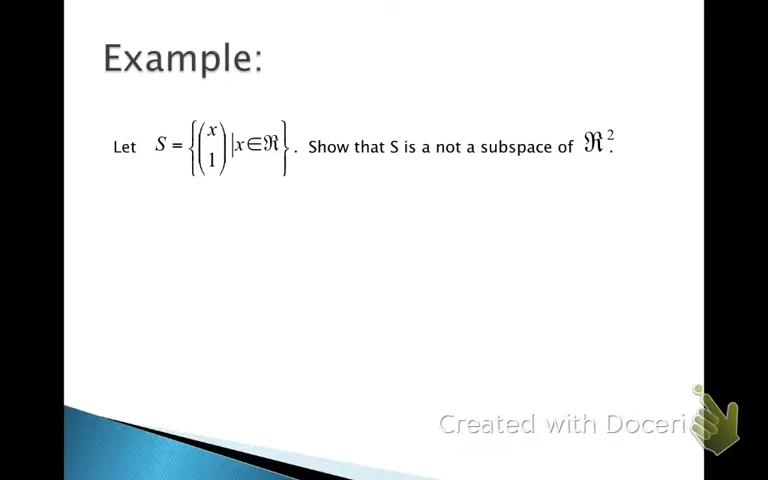 Example:
Let S = { ( x 1 ) | x ∈ ℜ } . Show that S is a not a subspace of ℜ² .
Created with Doceri